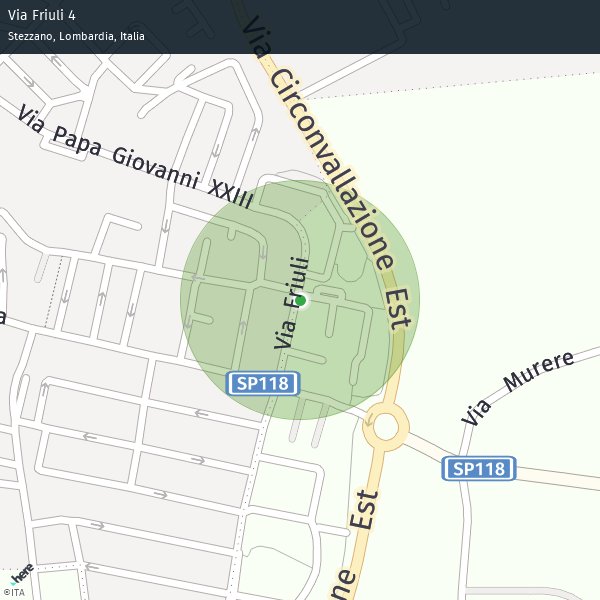 Via Friuli 4
Stezzano, Lombardia, Italia
Via Circonvallazione Est
Via Papa Giovanni XXIII
Via Friuli
a
SP118
Via Murere
SP118
ne Est
here
©ITA